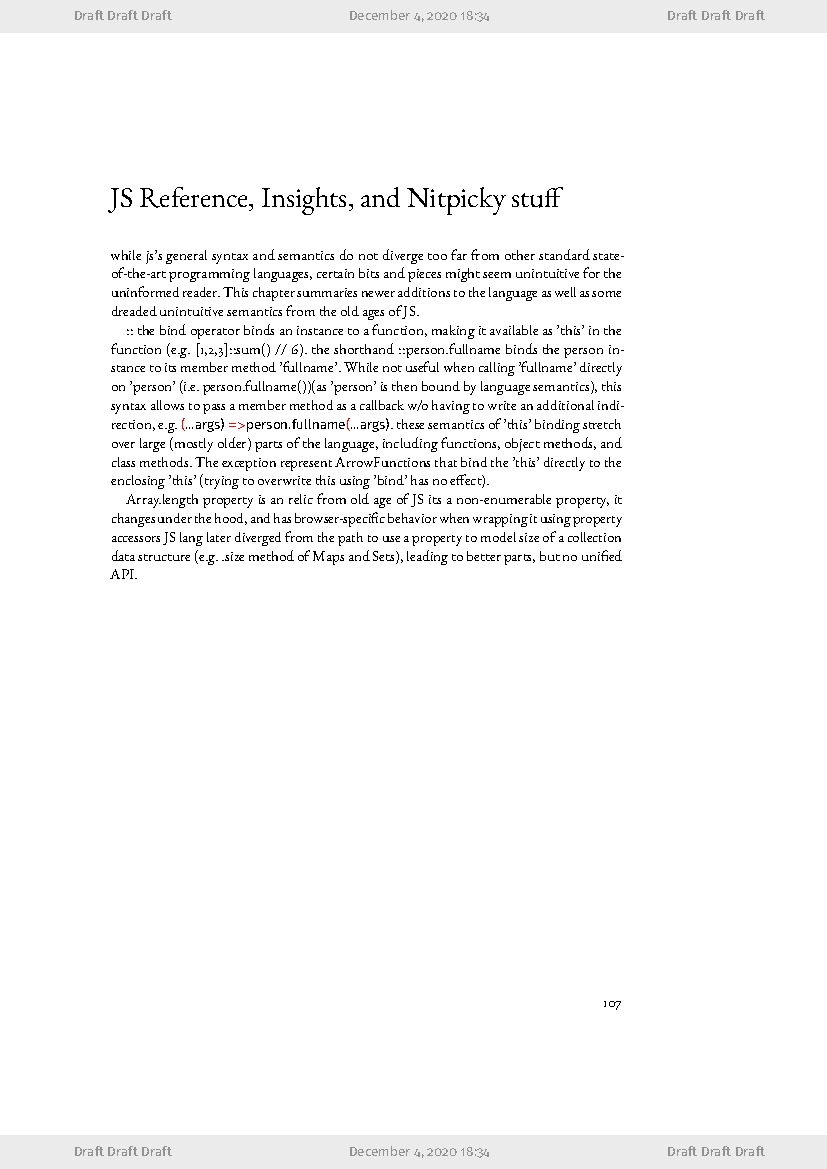 Draft Draft Draft December 4, 2020 18:34 Draft Draft Draft
JS Reference, Insights, and Nitpicky stuff
while js's general syntax and semantics do not diverge too far from other standard state-
of-the-art programming languages, certain bits and pieces might seem unintuitive for the
uninformed reader. This chapter summaries newer additions to the language as well as some
dreaded unintuitive semantics from the old ages of JS.
:: the bind operator binds an instance to a function, making it available as 'this' in the
function (e.g. [1,2,3]::sum() // 6). the shorthand ::person.fullname binds the person in-
stance to its member method 'fullname'. While not useful when calling 'fullname' directly
on 'person' (i.e. person.fullname())(as 'person' is then bound by language semantics), this
syntax allows to pass a member method as a callback w/o having to write an additional indi-
rection, e.g. (...args) =>person.fullname(...args). these semantics of 'this' binding stretch
over large (mostly older) parts of the language, including functions, object methods, and
class methods. The exception represent ArrowFunctions that bind the 'this' directly to the
enclosing 'this' (trying to overwrite this using 'bind' has no effect).
Array.length property is an relic from old age of JS its a non-enumerable property, it
changes under the hood, and has browser-specific behavior when wrapping it using property
accessors JS lang later diverged from the path to use a property to model size of a collection
data structure (e.g. .size method of Maps and Sets), leading to better parts, but no unified
API.
107
Draft Draft Draft December 4, 2020 18:34 Draft Draft Draft